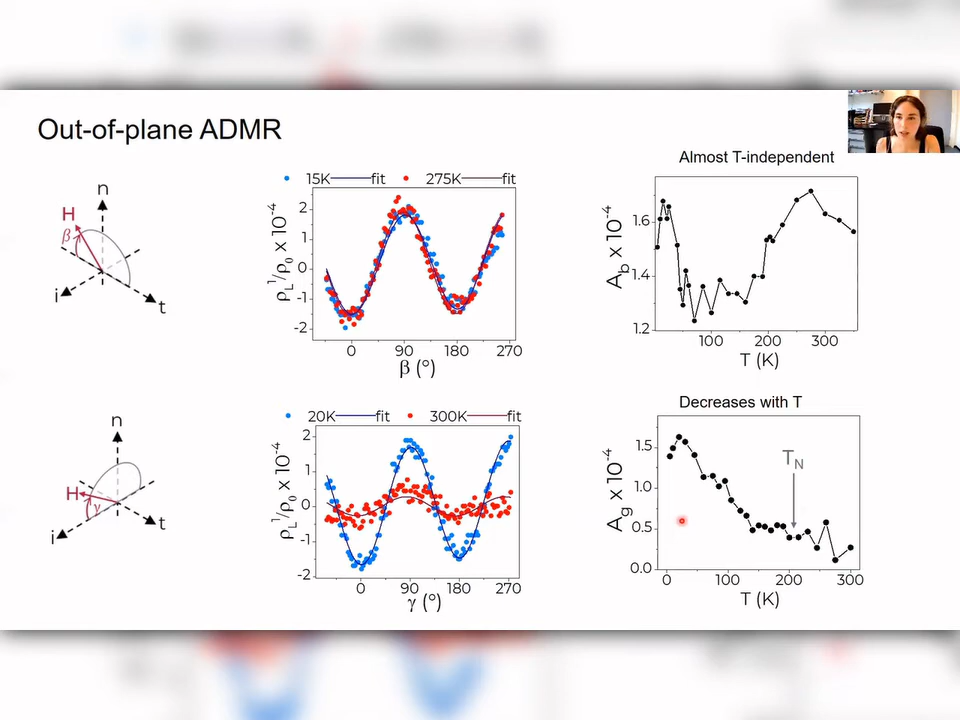 Out-of-plane ADMR
n
H
β
i
t
15K fit 275K fit
ρL¹/ρ0 x 10⁻⁴
2
1
0
-1
-2
0 90 180 270
β (°)
Almost T-independent
Ab x 10⁻⁴
1.6
1.4
1.2
100 200 300
T (K)
n
H
γ
i
t
20K fit 300K fit
ρL¹/ρ0 x 10⁻⁴
2
1
0
-1
-2
0 90 180 270
γ (°)
Decreases with T
Ag x 10⁻⁴
1.5
1.0
0.5
0.0
TN
0 100 200 300
T (K)